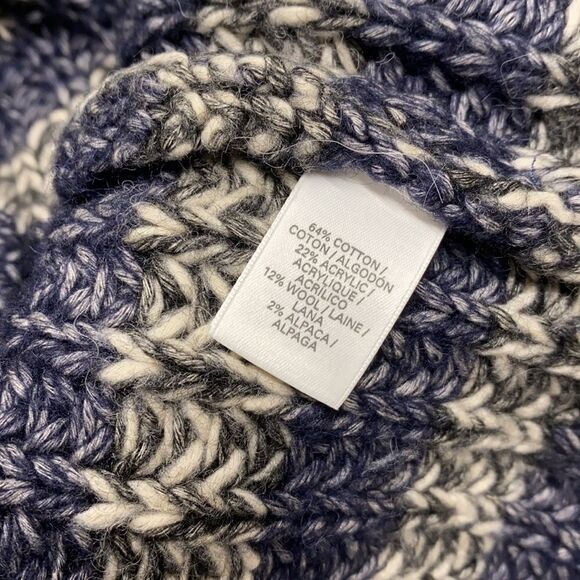 64% COTTON /
COTON / ALGODON
22% ACRYLIC /
ACRYLIQUE /
ACRILICO
12% WOOL / LAINE /
LANA
2% ALPACA /
ALPAGA